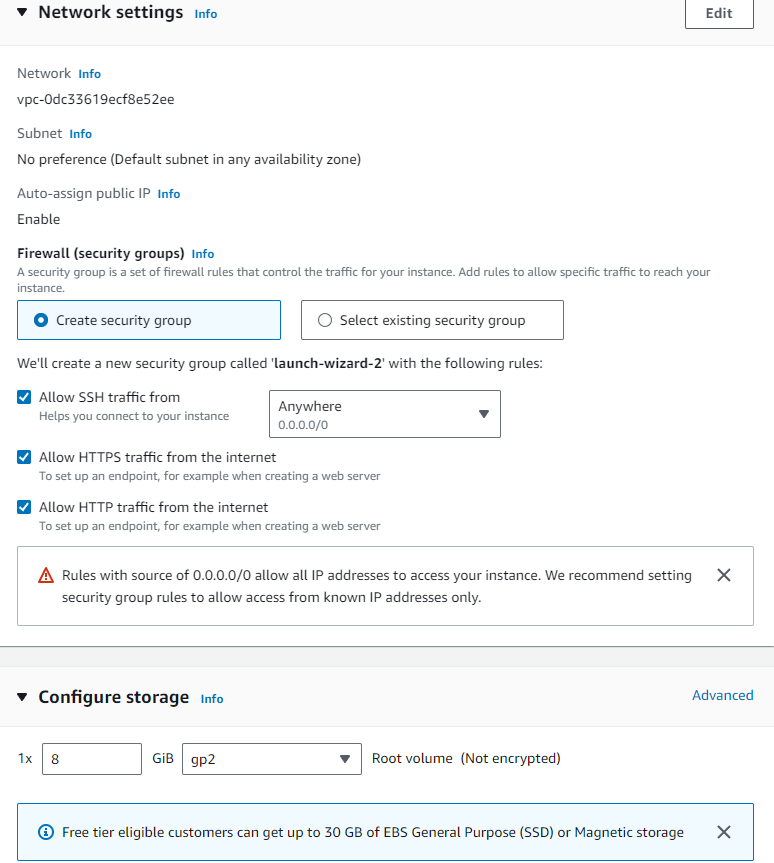 Network settings Info Edit
Network Info
vpc-0dc33619ecf8e52ee
Subnet Info
No preference (Default subnet in any availability zone)
Auto-assign public IP Info
Enable
Firewall (security groups) Info
A security group is a set of firewall rules that control the traffic for your instance. Add rules to allow specific traffic to reach your
instance.
Create security group Select existing security group
We'll create a new security group called 'launch-wizard-2' with the following rules:
Allow SSH traffic from
Helps you connect to your instance
Anywhere
0.0.0.0/0
Allow HTTPS traffic from the internet
To set up an endpoint, for example when creating a web server
Allow HTTP traffic from the internet
To set up an endpoint, for example when creating a web server
Rules with source of 0.0.0.0/0 allow all IP addresses to access your instance. We recommend setting
security group rules to allow access from known IP addresses only.
Configure storage Info Advanced
1x 8 GiB gp2 Root volume (Not encrypted)
Free tier eligible customers can get up to 30 GB of EBS General Purpose (SSD) or Magnetic storage